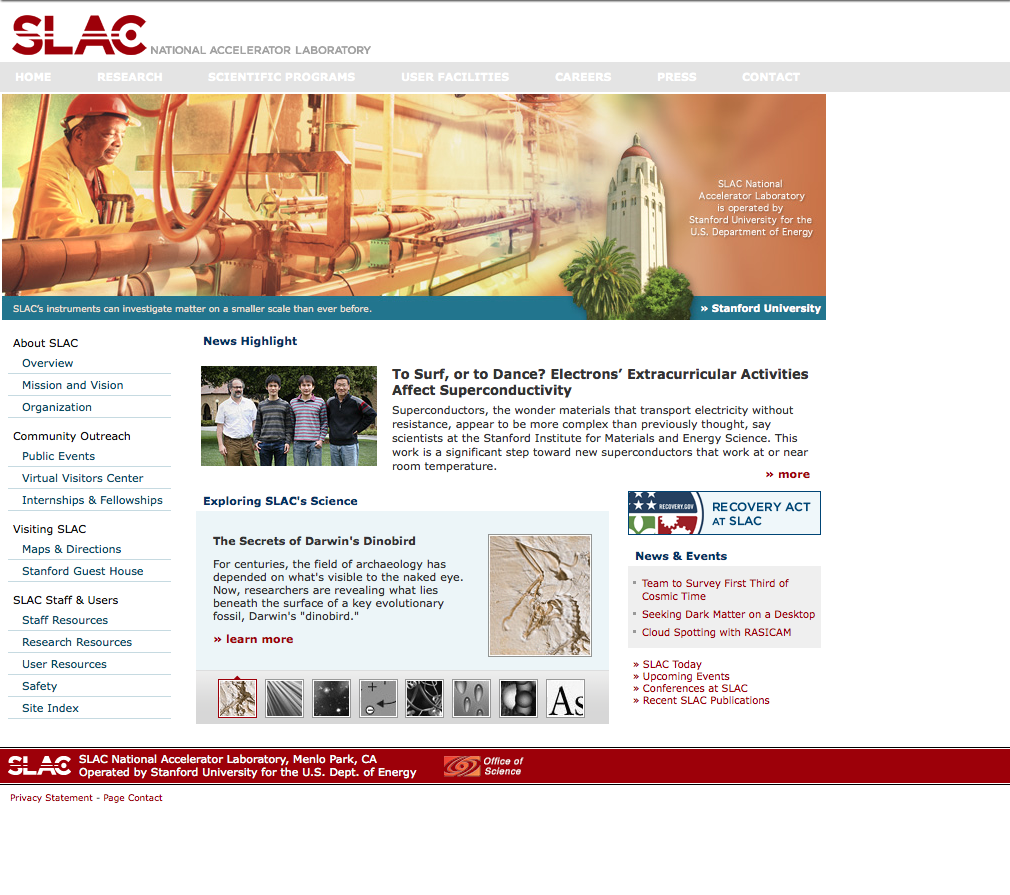 SLAC NATIONAL ACCELERATOR LABORATORY
HOME RESEARCH SCIENTIFIC PROGRAMS USER FACILITIES CAREERS PRESS CONTACT
SLAC National
Accelerator Laboratory
is operated by
Stanford University for the
U.S. Department of Energy
SLAC's instruments can investigate matter on a smaller scale than ever before.
» Stanford University
About SLAC
Overview
Mission and Vision
Organization
Community Outreach
Public Events
Virtual Visitors Center
Internships & Fellowships
Visiting SLAC
Maps & Directions
Stanford Guest House
SLAC Staff & Users
Staff Resources
Research Resources
User Resources
Safety
Site Index
News Highlight
To Surf, or to Dance? Electrons’ Extracurricular Activities
Affect Superconductivity
Superconductors, the wonder materials that transport electricity without
resistance, appear to be more complex than previously thought, say
scientists at the Stanford Institute for Materials and Energy Science. This
work is a significant step toward new superconductors that work at or near
room temperature.
» more
Exploring SLAC's Science
The Secrets of Darwin's Dinobird
For centuries, the field of archaeology has
depended on what's visible to the naked eye.
Now, researchers are revealing what lies
beneath the surface of a key evolutionary
fossil, Darwin's "dinobird."
» learn more
As
RECOVERY.GOV
RECOVERY ACT
AT SLAC
News & Events
Team to Survey First Third of
Cosmic Time
Seeking Dark Matter on a Desktop
Cloud Spotting with RASICAM
» SLAC Today
» Upcoming Events
» Conferences at SLAC
» Recent SLAC Publications
SLAC
SLAC National Accelerator Laboratory, Menlo Park, CA
Operated by Stanford University for the U.S. Dept. of Energy
Office of
Science
Privacy Statement - Page Contact